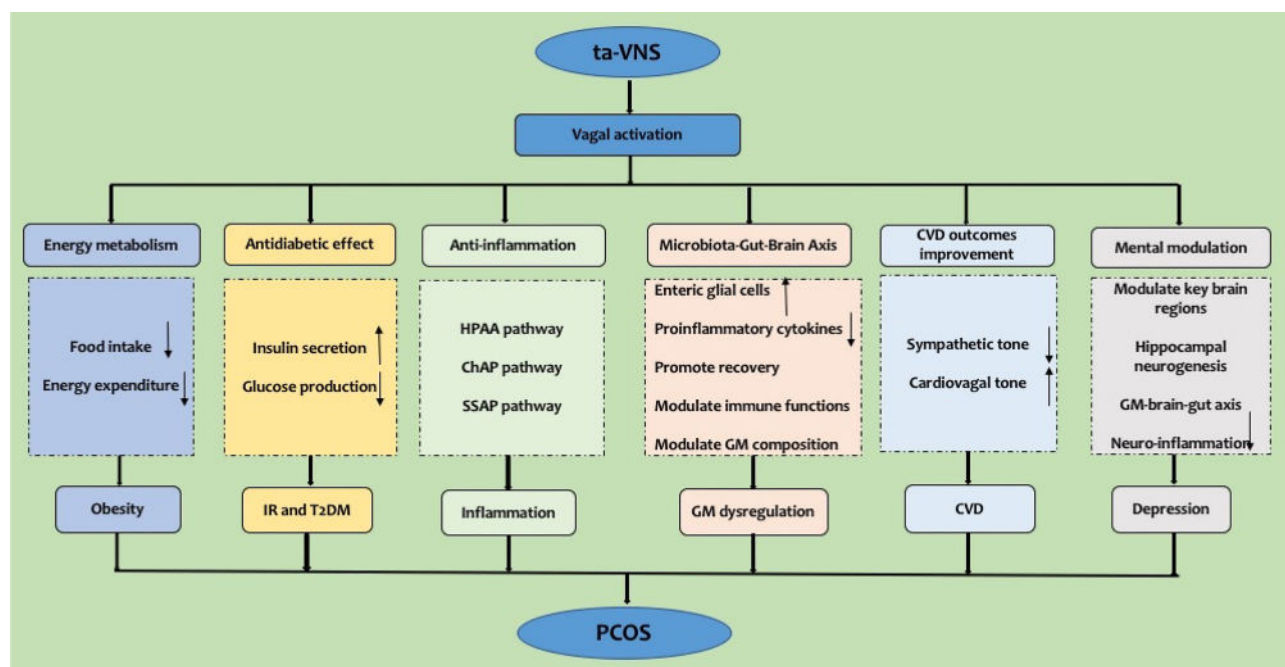 ta-VNS
Vagal activation
Energy metabolism
Antidiabetic effect
Anti-inflammation
Microbiota-Gut-Brain Axis
CVD outcomes
improvement
Mental modulation
Food intake
Energy expenditure
Insulin secretion
Glucose production
HPAA pathway
ChAP pathway
SSAP pathway
Enteric glial cells
Proinflammatory cytokines
Promote recovery
Modulate immune functions
Modulate GM composition
Sympathetic tone
Cardiovagal tone
Modulate key brain
regions
Hippocampal
neurogenesis
GM-brain-gut axis
Neuro-inflammation
Obesity
IR and T2DM
Inflammation
GM dysregulation
CVD
Depression
PCOS